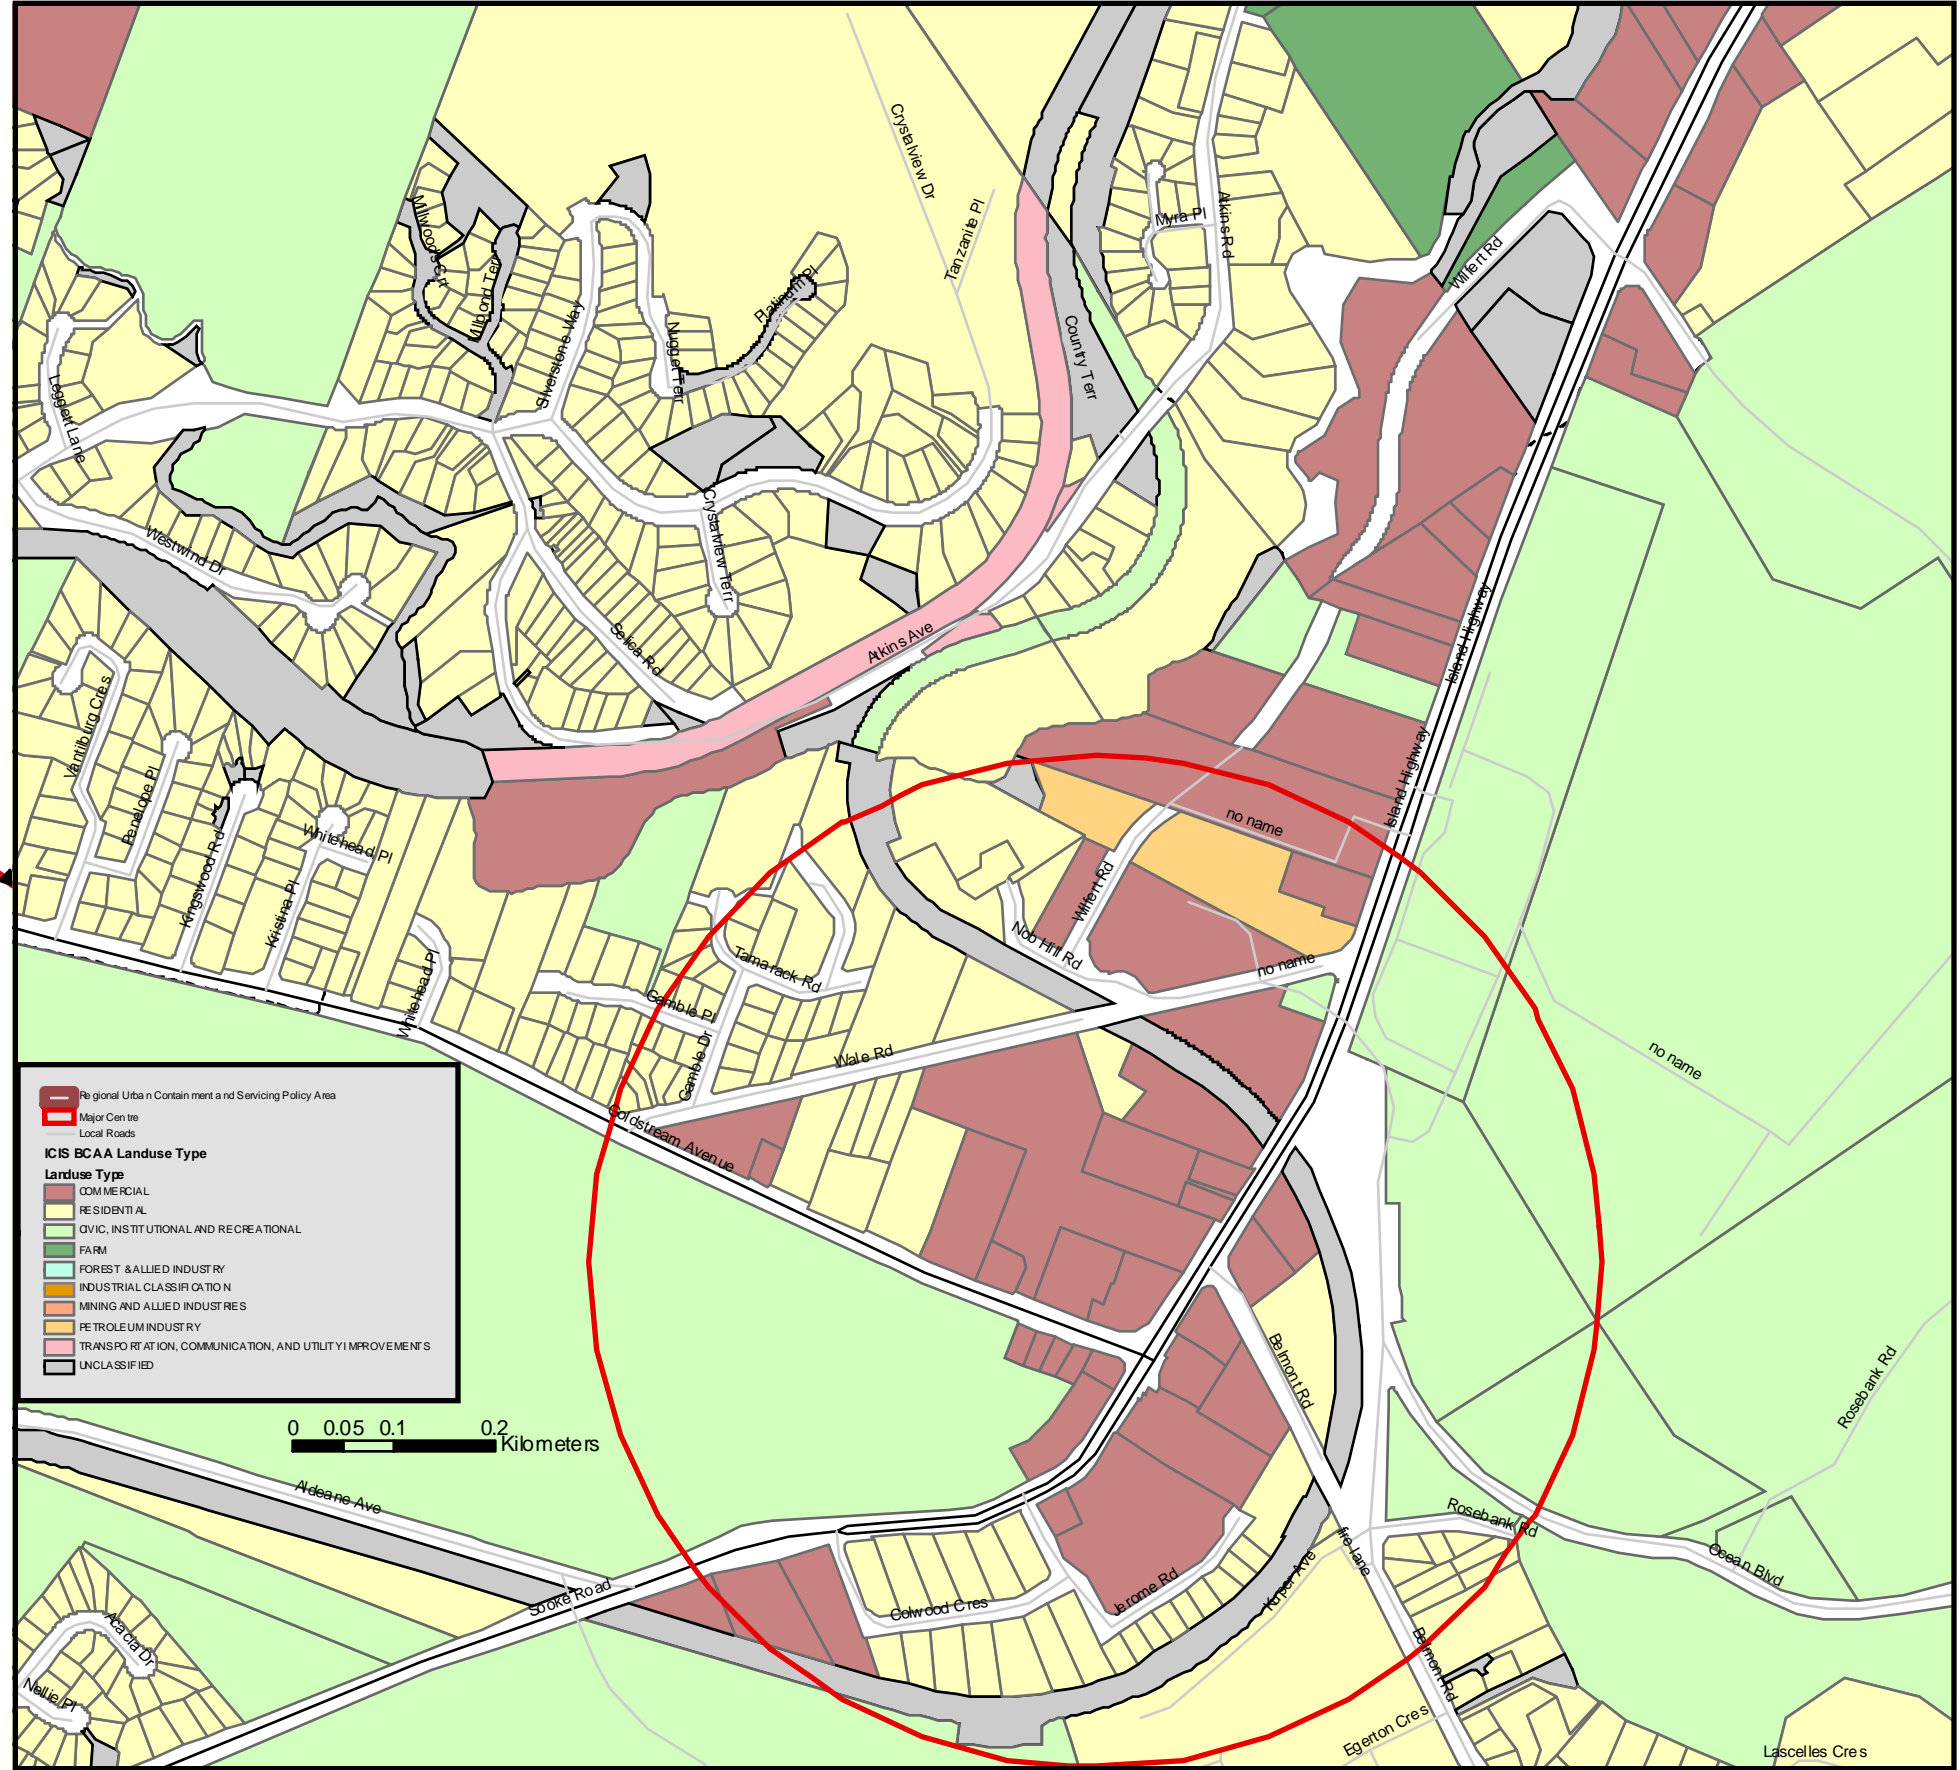 Crystalview Dr
Tanzanite Pl
Myra Pl
Atkins Rd
Wilfert Rd
Millwoods Crt
Millpond Terr
Silverstone Way
Nugget Terr
Platinum Pl
Country Terr
Leggett Lane
Crystalview Terr
Westwind Dr
Selica Rd
Atkins Ave
Island Highway
Island Highway
Vantilburg Cres
Penelope Pl
Kingswood Rd
Whitehead Pl
Kristina Pl
Whitehead Pl
no name
Wilfert Rd
Nob Hill Rd
no name
Tamarack Rd
Gamble Pl
Gamble Dr
Wale Rd
no name
Goldstream Avenue
Regional Urban Containment and Servicing Policy Area
Major Centre
Local Roads
ICIS BCAA Landuse Type
Landuse Type
COMMERCIAL
RESIDENTIAL
CIVIC, INSTITUTIONAL AND RECREATIONAL
FARM
FOREST & ALLIED INDUSTRY
INDUSTRIAL CLASSIFICATION
MINING AND ALLIED INDUSTRIES
PETROLEUM INDUSTRY
TRANSPORTATION, COMMUNICATION, AND UTILITY IMPROVEMENTS
UNCLASSIFIED
0 0.05 0.1 0.2
Kilometers
Belmont Rd
Rosebank Rd
Aldeane Ave
Rosebank Rd
Ocean Blvd
fire lane
Kuper Ave
Jerome Rd
Colwood Cres
Sooke Road
Acacia Dr
Nellie Pl
Belmont Rd
Egerton Cres
Lascelles Cres